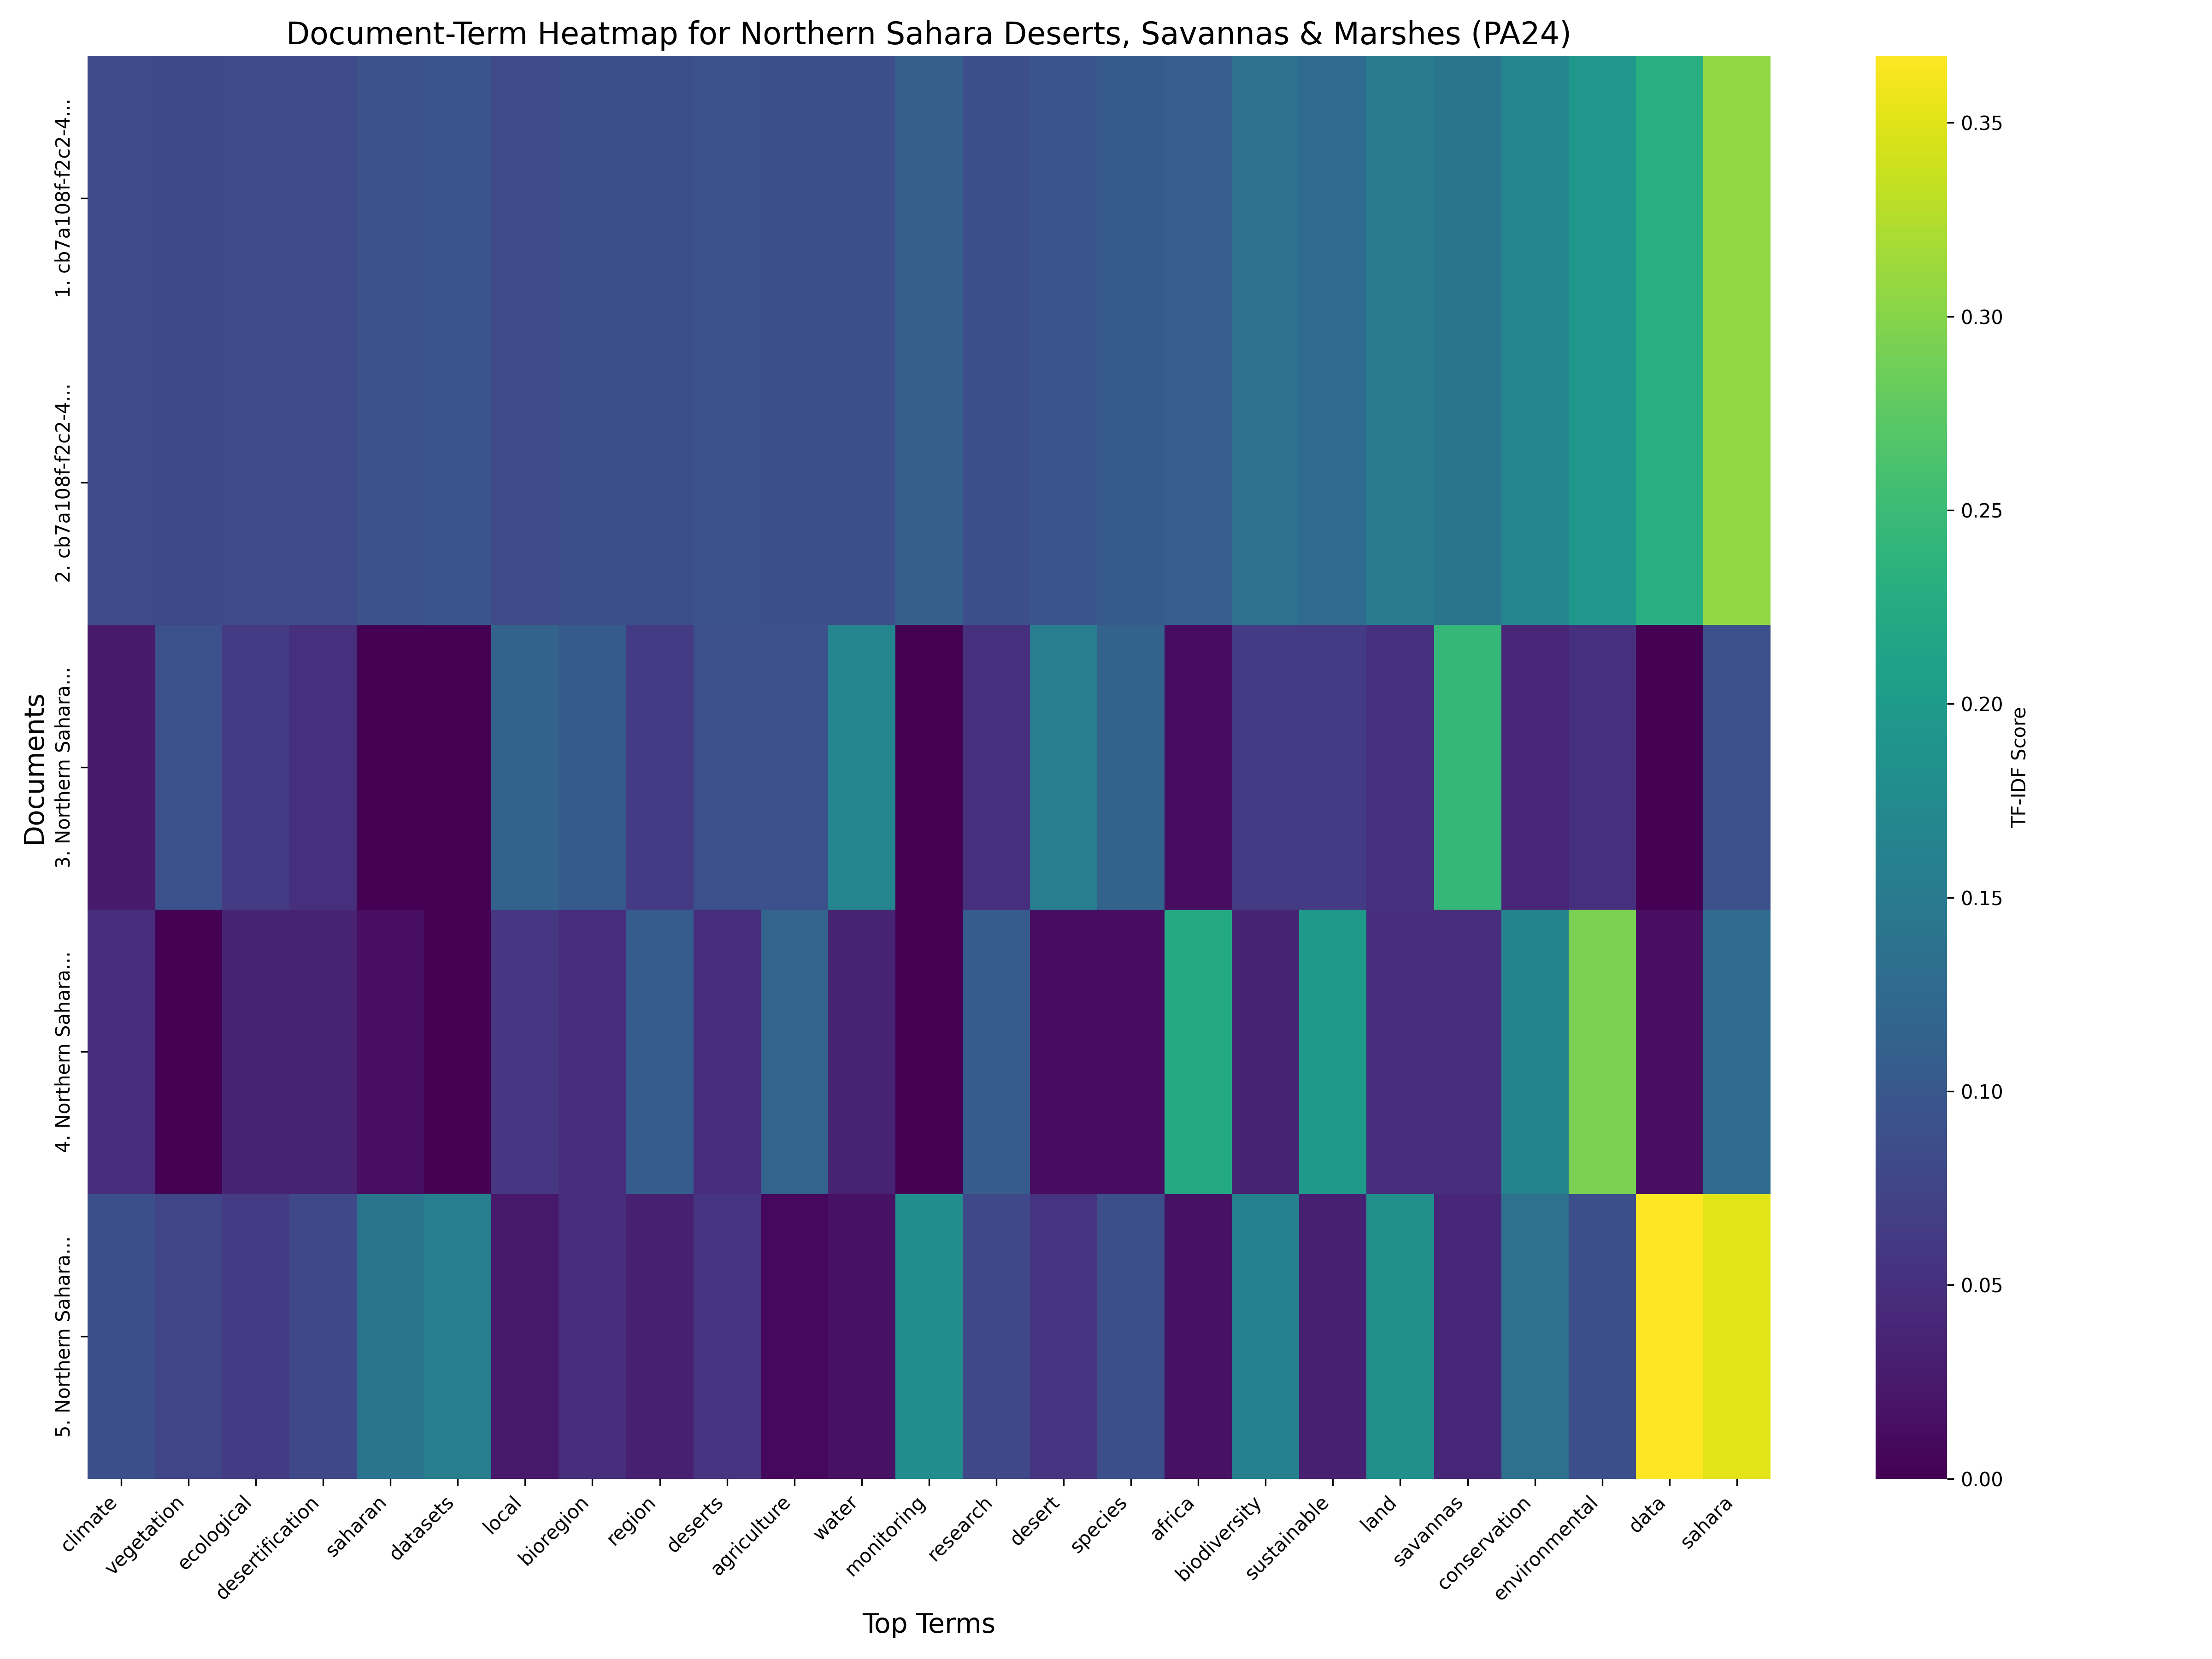 Document-Term Heatmap for Northern Sahara Deserts, Savannas & Marshes (PA24)
Documents
1. cb7a108f-f2c2-4...
2. cb7a108f-f2c2-4...
3. Northern Sahara...
4. Northern Sahara...
5. Northern Sahara...
climate
vegetation
ecological
desertification
saharan
datasets
local
bioregion
region
deserts
agriculture
water
monitoring
research
desert
species
africa
biodiversity
sustainable
land
savannas
conservation
environmental
data
sahara
Top Terms
0.35
0.30
0.25
0.20
0.15
0.10
0.05
0.00
TF-IDF Score